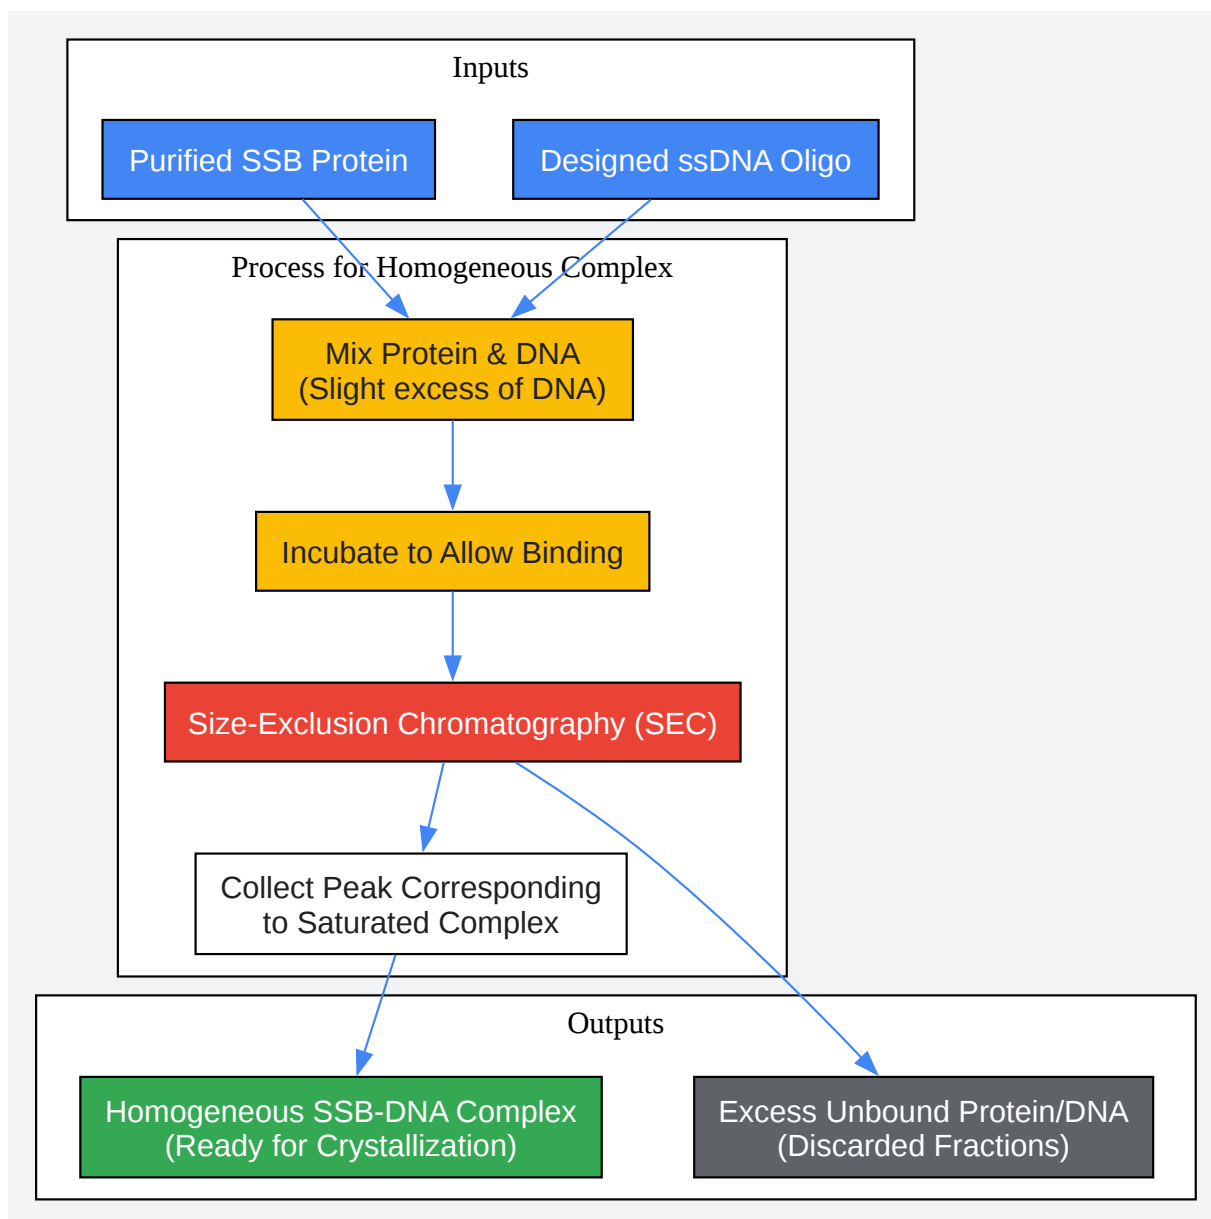 Inputs
Purified SSB Protein
Designed ssDNA Oligo
Process for Homogeneous Complex
Mix Protein & DNA
(Slight excess of DNA)
Incubate to Allow Binding
Size-Exclusion Chromatography (SEC)
Collect Peak Corresponding
to Saturated Complex
Outputs
Homogeneous SSB-DNA Complex
(Ready for Crystallization)
Excess Unbound Protein/DNA
(Discarded Fractions)